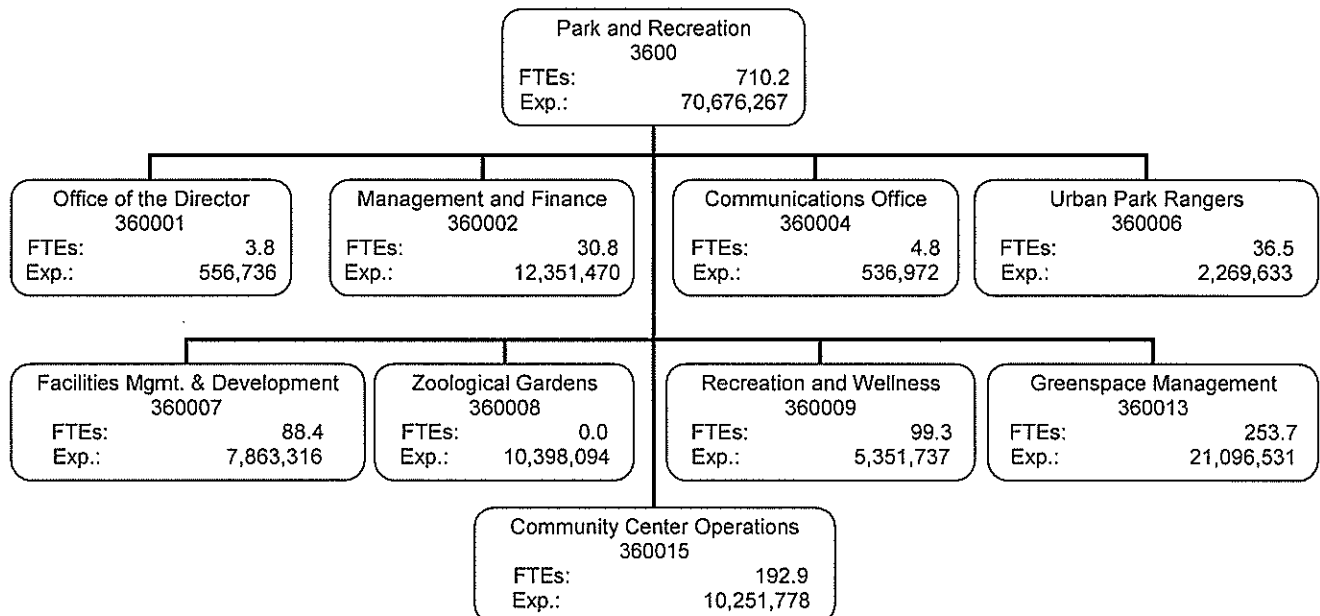 Park and Recreation
3600
FTEs: 710.2
Exp.: 70,676,267
Office of the Director
360001
FTEs: 3.8
Exp.: 556,736
Management and Finance
360002
FTEs: 30.8
Exp.: 12,351,470
Communications Office
360004
FTEs: 4.8
Exp.: 536,972
Urban Park Rangers
360006
FTEs: 36.5
Exp.: 2,269,633
Facilities Mgmt. & Development
360007
FTEs: 88.4
Exp.: 7,863,316
Zoological Gardens
360008
FTEs: 0.0
Exp.: 10,398,094
Recreation and Wellness
360009
FTEs: 99.3
Exp.: 5,351,737
Greenspace Management
360013
FTEs: 253.7
Exp.: 21,096,531
Community Center Operations
360015
FTEs: 192.9
Exp.: 10,251,778